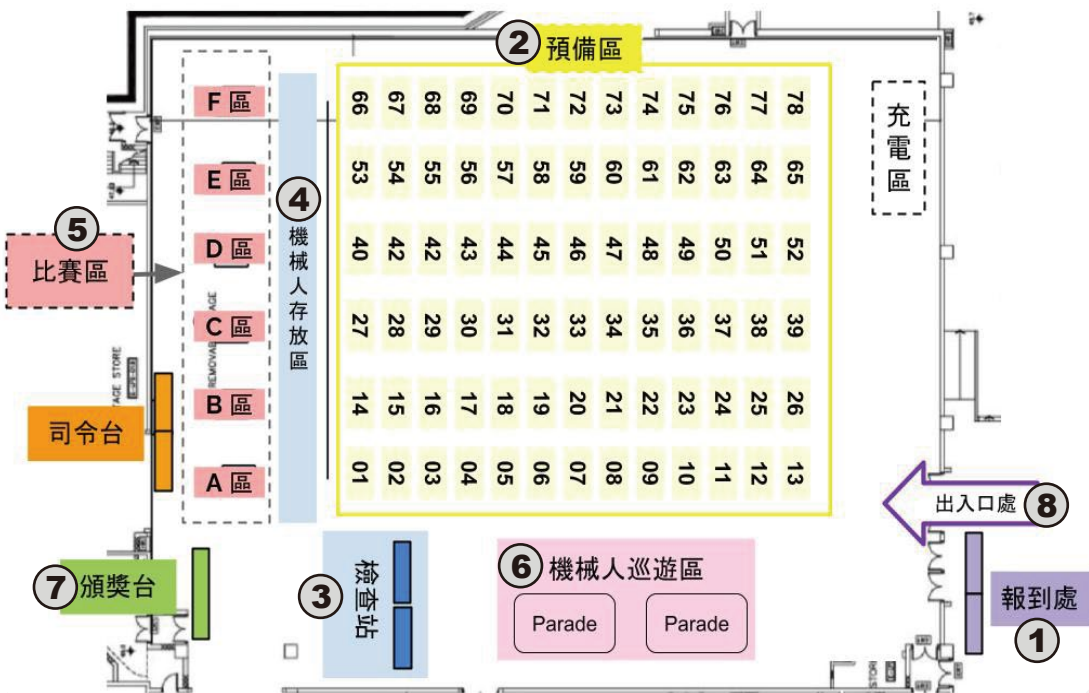 ② 預備區
F 區
E 區
D 區
C 區
B 區
A 區
④ 機械人存放區
66 67 68 69 70 71 72 73 74 75 76 77 78
53 54 55 56 57 58 59 60 61 62 63 64 65
40 42 42 43 44 45 46 47 48 49 50 51 52
27 28 29 30 31 32 33 34 35 36 37 38 39
14 15 16 17 18 19 20 21 22 23 24 25 26
01 02 03 04 05 06 07 08 09 10 11 12 13
充電區
⑤
比賽區
司令台
⑦ 頒獎台
③ 檢查站
⑥ 機械人巡遊區
Parade
Parade
出入口處 ⑧
報到處
①
TAGE STORE
REMOVAB
AGE